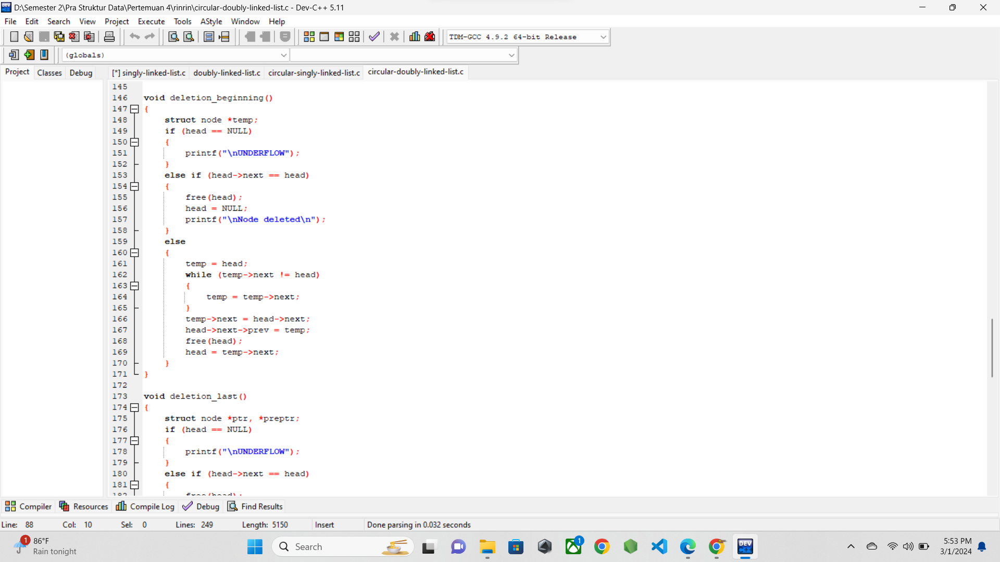 D:\Semester 2\Pra Struktur Data\Pertemuan 4\rinrin\circular-doubly-linked-list.c - Dev-C++ 5.11
File Edit Search View Project Execute Tools AStyle Window Help
TDM-GCC 4.9.2 64-bit Release
(globals)
Project Classes Debug [*] singly-linked-list.c doubly-linked-list.c circular-singly-linked-list.c circular-doubly-linked-list.c
145
146 void deletion_beginning()
147 {
148 struct node *temp;
149 if (head == NULL)
150 {
151 printf("\nUNDERFLOW");
152 }
153 else if (head->next == head)
154 {
155 free(head);
156 head = NULL;
157 printf("\nNode deleted\n");
158 }
159 else
160 {
161 temp = head;
162 while (temp->next != head)
163 {
164 temp = temp->next;
165 }
166 temp->next = head->next;
167 head->next->prev = temp;
168 free(head);
169 head = temp->next;
170 }
171 }
172
173 void deletion_last()
174 {
175 struct node *ptr, *preptr;
176 if (head == NULL)
177 {
178 printf("\nUNDERFLOW");
179 }
180 else if (head->next == head)
181 {
182 free(head);
Compiler Resources Compile Log Debug Find Results
Line: 88 Col: 10 Sel: 0 Lines: 249 Length: 5150 Insert Done parsing in 0.032 seconds
1 86°F
Rain tonight
Search
1
DEV C++
5:53 PM
3/1/2024